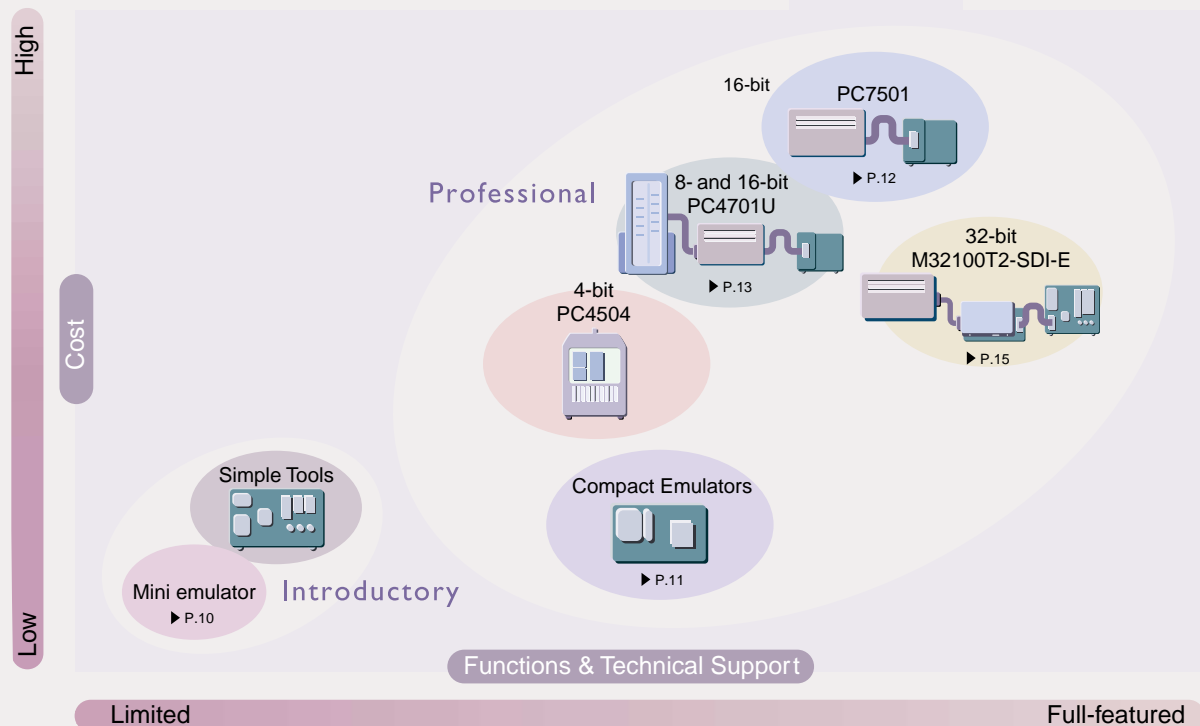 High
16-bit
PC7501
▶ P.12
Professional
8- and 16-bit
PC4701U
▶ P.13
32-bit
M32100T2-SDI-E
▶ P.15
4-bit
PC4504
Cost
Simple Tools
Compact Emulators
▶ P.11
Mini emulator
▶ P.10
Introductory
Low
Functions & Technical Support
Limited
Full-featured